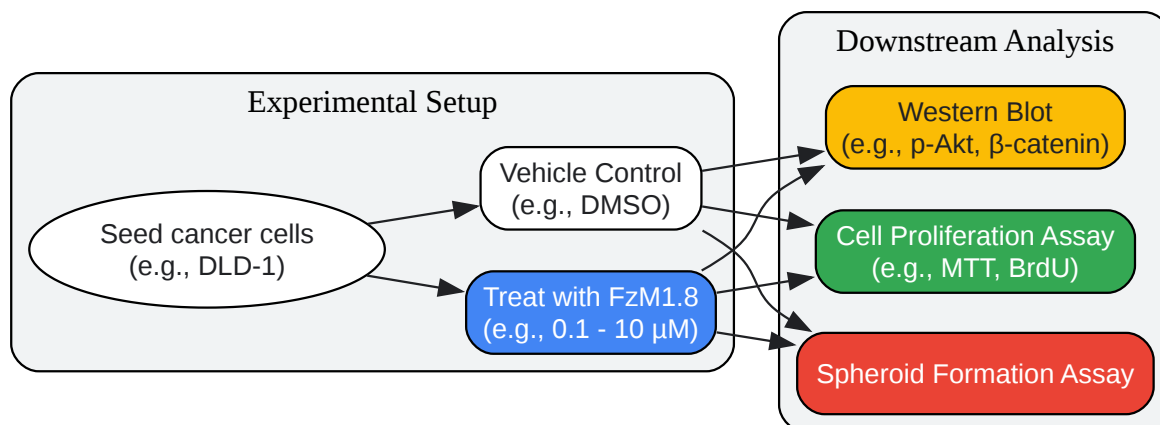 Experimental Setup
Seed cancer cells
(e.g., DLD-1)
Vehicle Control
(e.g., DMSO)
Treat with FzM1.8
(e.g., 0.1 - 10 µM)
Downstream Analysis
Western Blot
(e.g., p-Akt, β-catenin)
Cell Proliferation Assay
(e.g., MTT, BrdU)
Spheroid Formation Assay